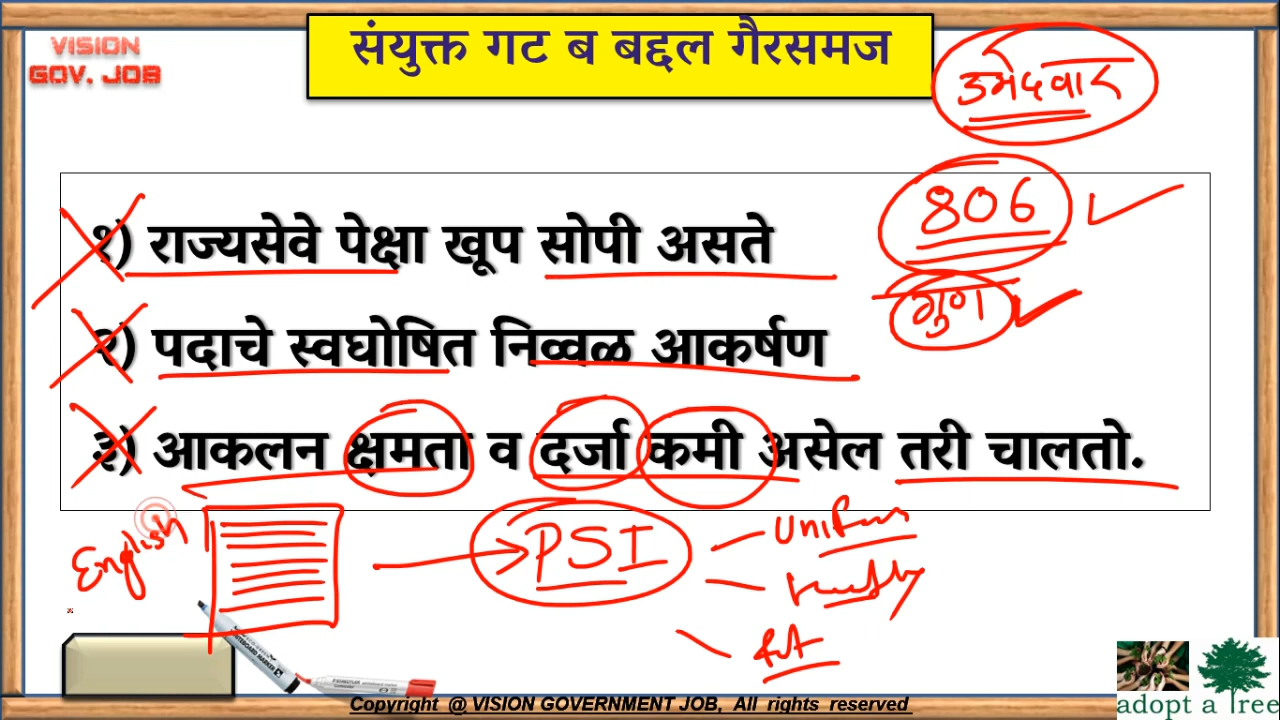 VISION
GOV. JOB
संयुक्त गट ब बद्दल गैरसमज
उमेदवार
806
गुण
१) राज्यसेवे पेक्षा खूप सोपी असते
२) पदाचे स्वघोषित निव्वळ आकर्षण
३) आकलन क्षमता व दर्जा कमी असेल तरी चालतो.
English
PSI
Copyright @ VISION GOVERNMENT JOB, All rights reserved
adopt a Tree